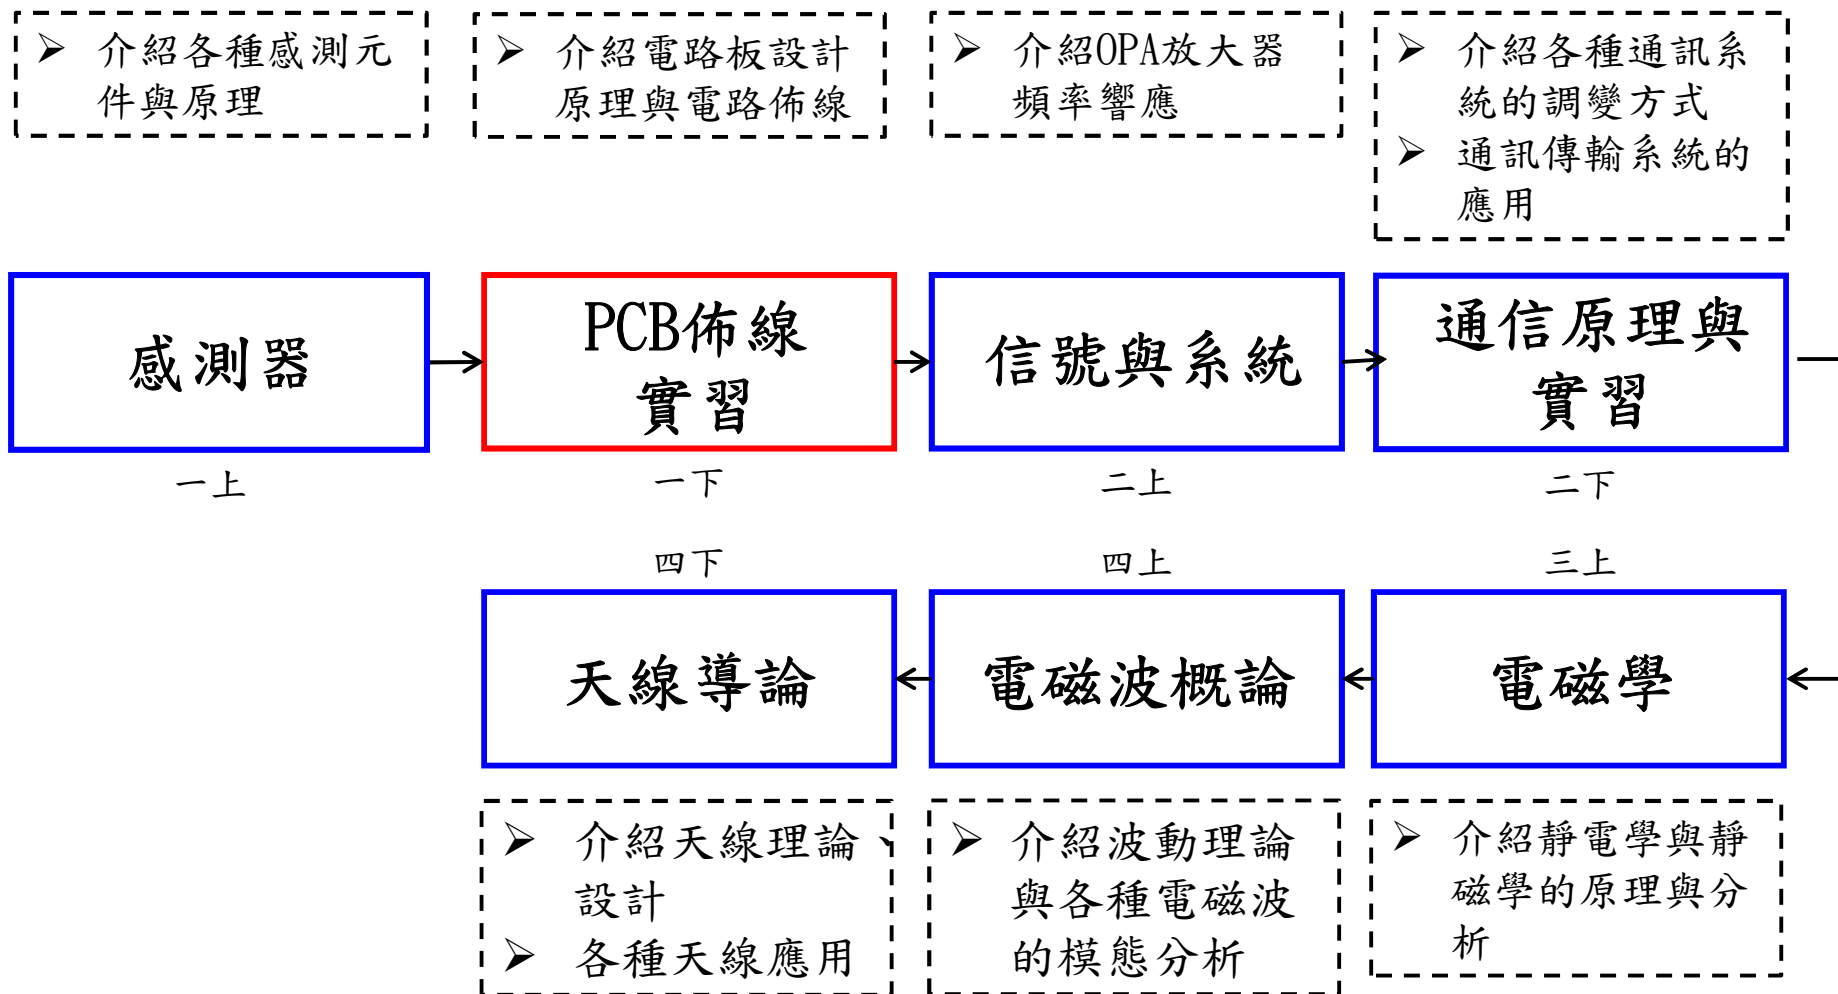 ➢ 介紹各種感測元
件與原理
➢ 介紹電路板設計
原理與電路佈線
➢ 介紹OPA放大器
頻率響應
➢ 介紹各種通訊系
統的調變方式
➢ 通訊傳輸系統的
應用
感測器
PCB佈線
實習
信號與系統
通信原理與
實習
一上
一下
二上
二下
四下
四上
三上
天線導論
電磁波概論
電磁學
➢ 介紹天線理論、
設計
➢ 各種天線應用
➢ 介紹波動理論
與各種電磁波
的模態分析
➢ 介紹靜電學與靜
磁學的原理與分
析